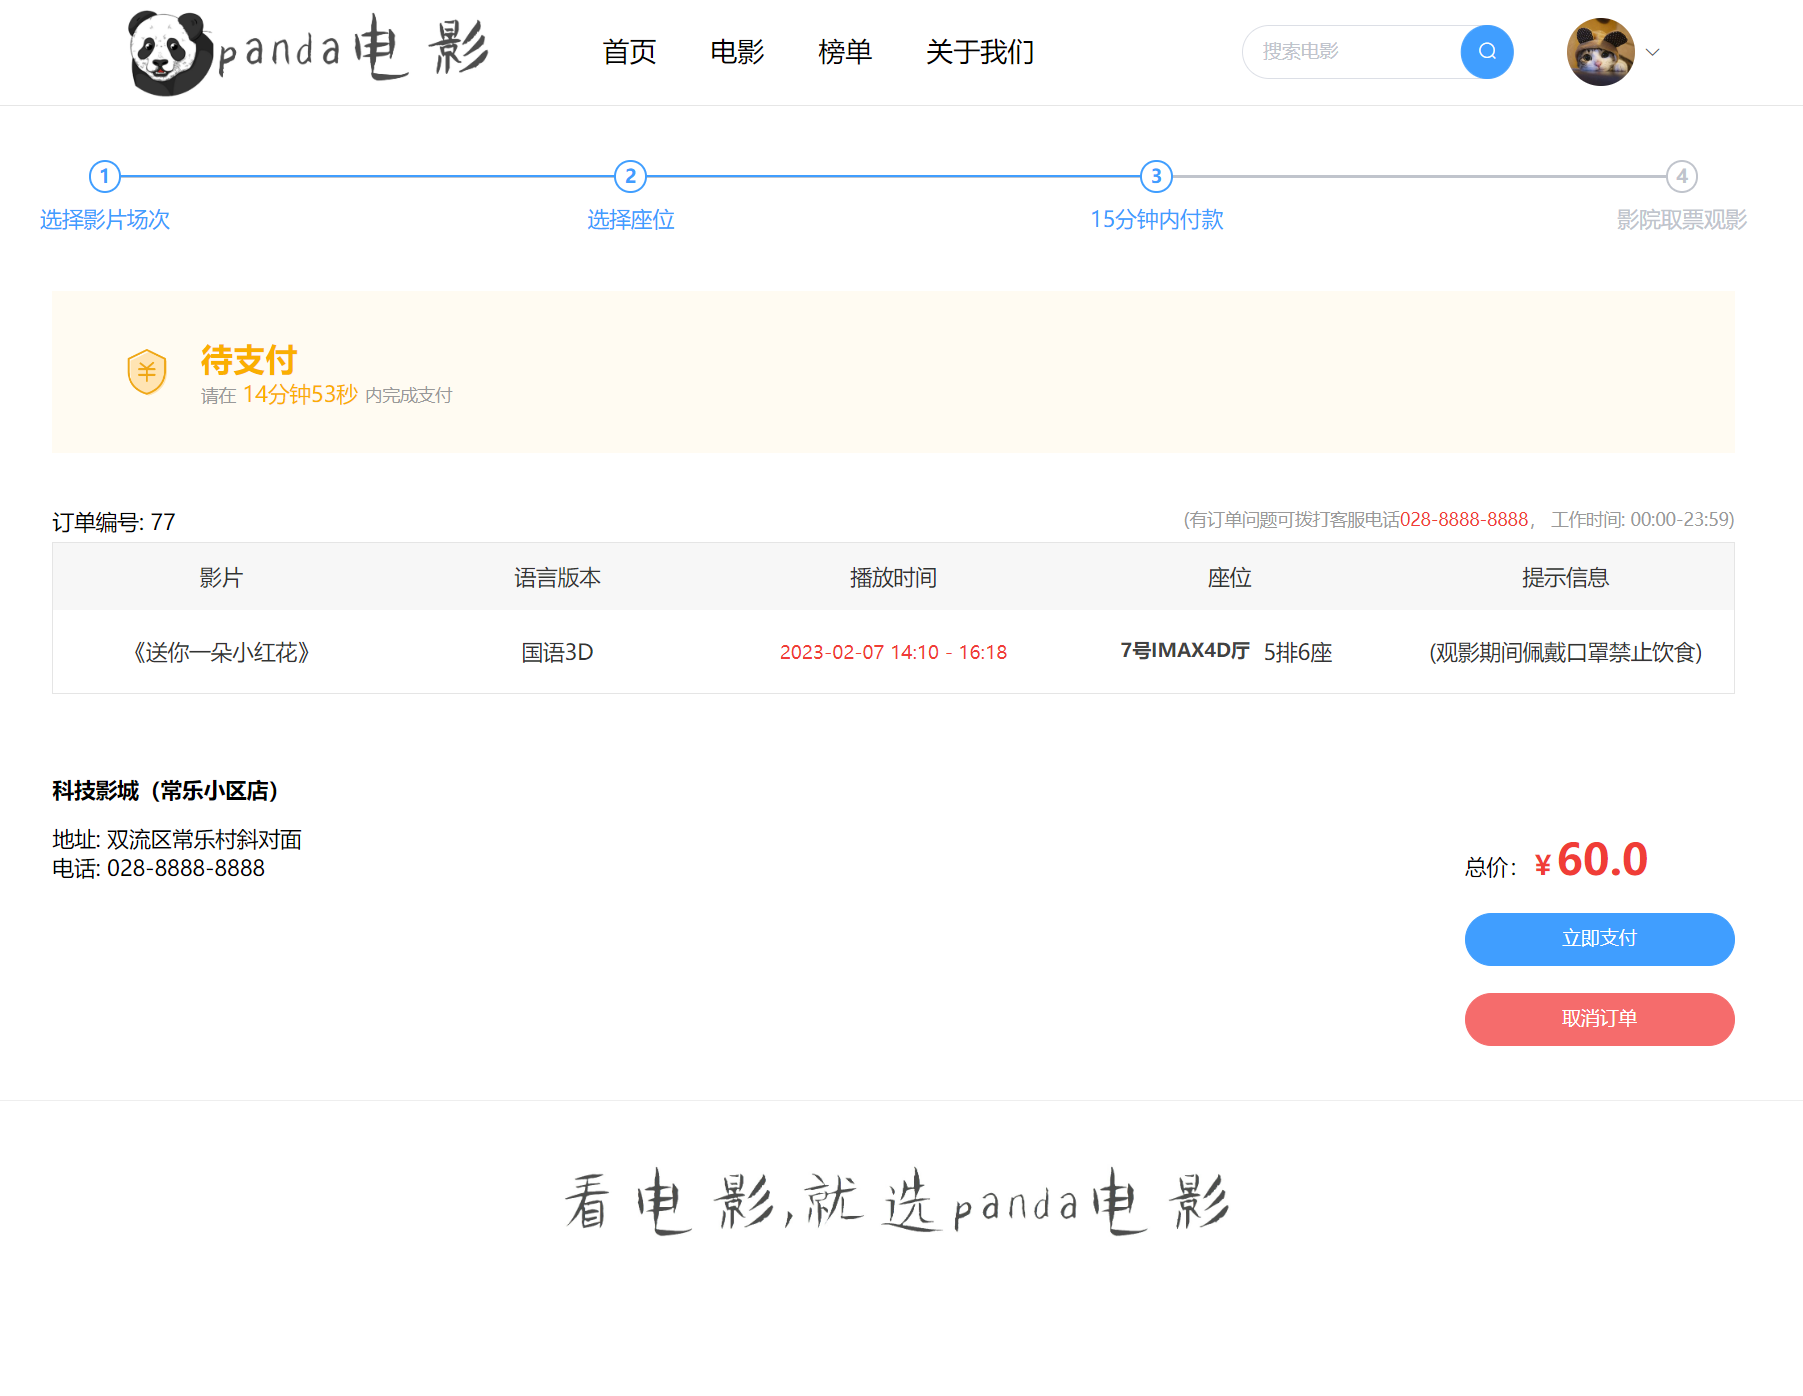 panda电影
首页 电影 榜单 关于我们 搜索电影
1 2 3 4
选择影片场次 选择座位 15分钟内付款 影院取票观影
待支付
请在 14分钟53秒 内完成支付
订单编号: 77 (有订单问题可拨打客服电话028-8888-8888, 工作时间: 00:00-23:59)
影片 语言版本 播放时间 座位 提示信息
《送你一朵小红花》 国语3D 2023-02-07 14:10 - 16:18 7号IMAX4D厅 5排6座 (观影期间佩戴口罩禁止饮食)
科技影城（常乐小区店）
地址: 双流区常乐村斜对面
电话: 028-8888-8888
总价: ¥60.0
立即支付
取消订单
看电影,就选panda电影